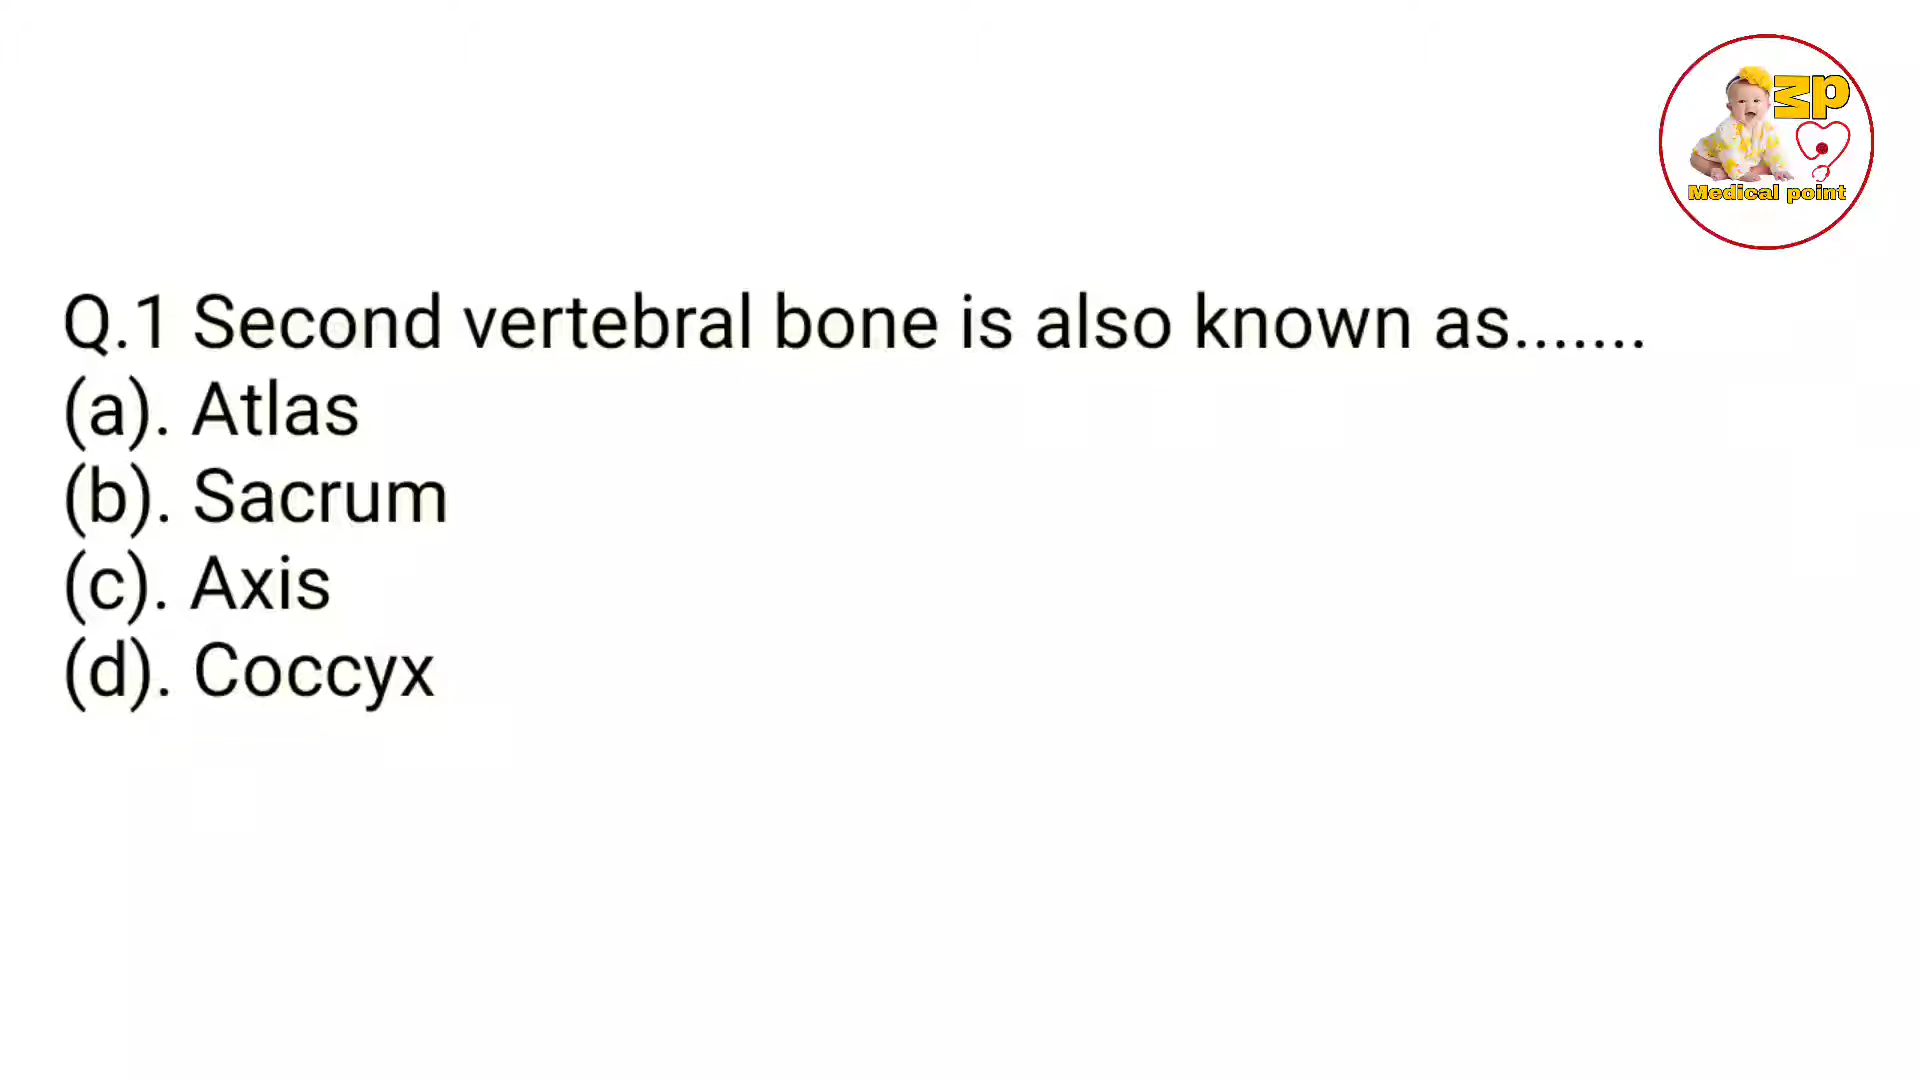 Mp
Medical point
Q.1 Second vertebral bone is also known as.......
(a). Atlas
(b). Sacrum
(c). Axis
(d). Coccyx